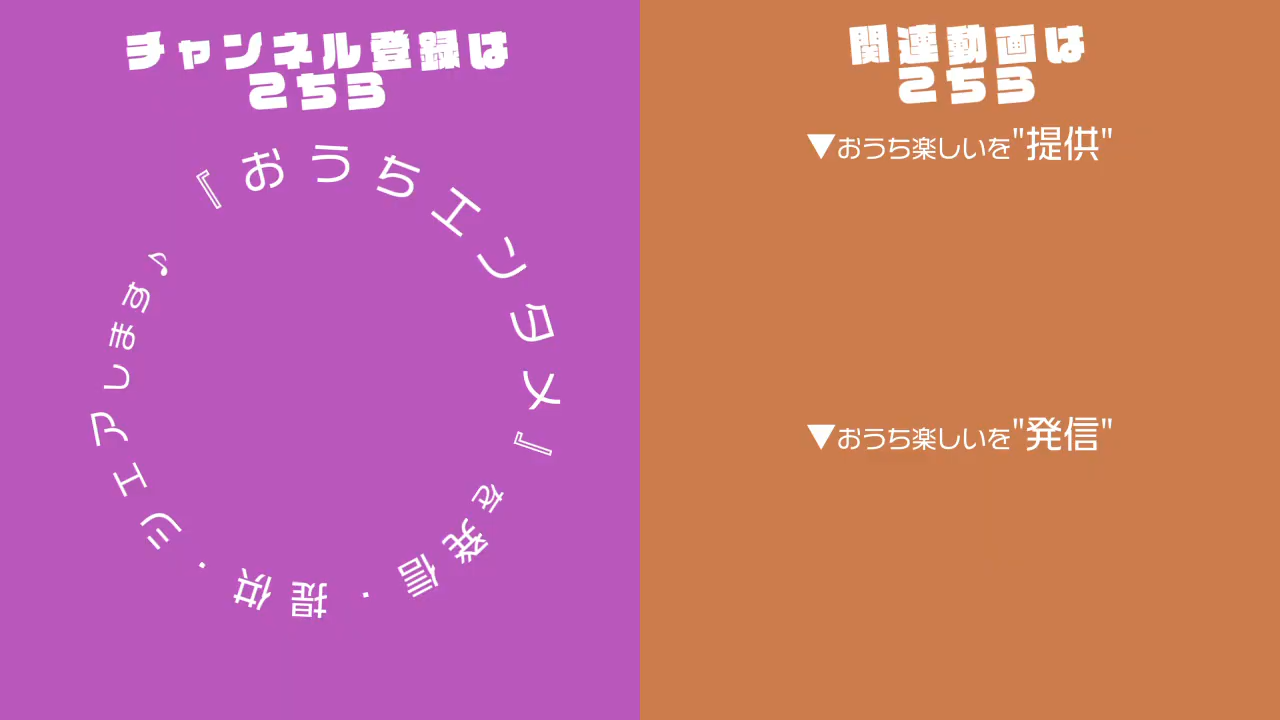 チャンネル登録は
こちら
『おうちエンタメ』を発信・提供・シェアします♪
関連動画は
こちら
▼おうち楽しいを"提供"
▼おうち楽しいを"発信"